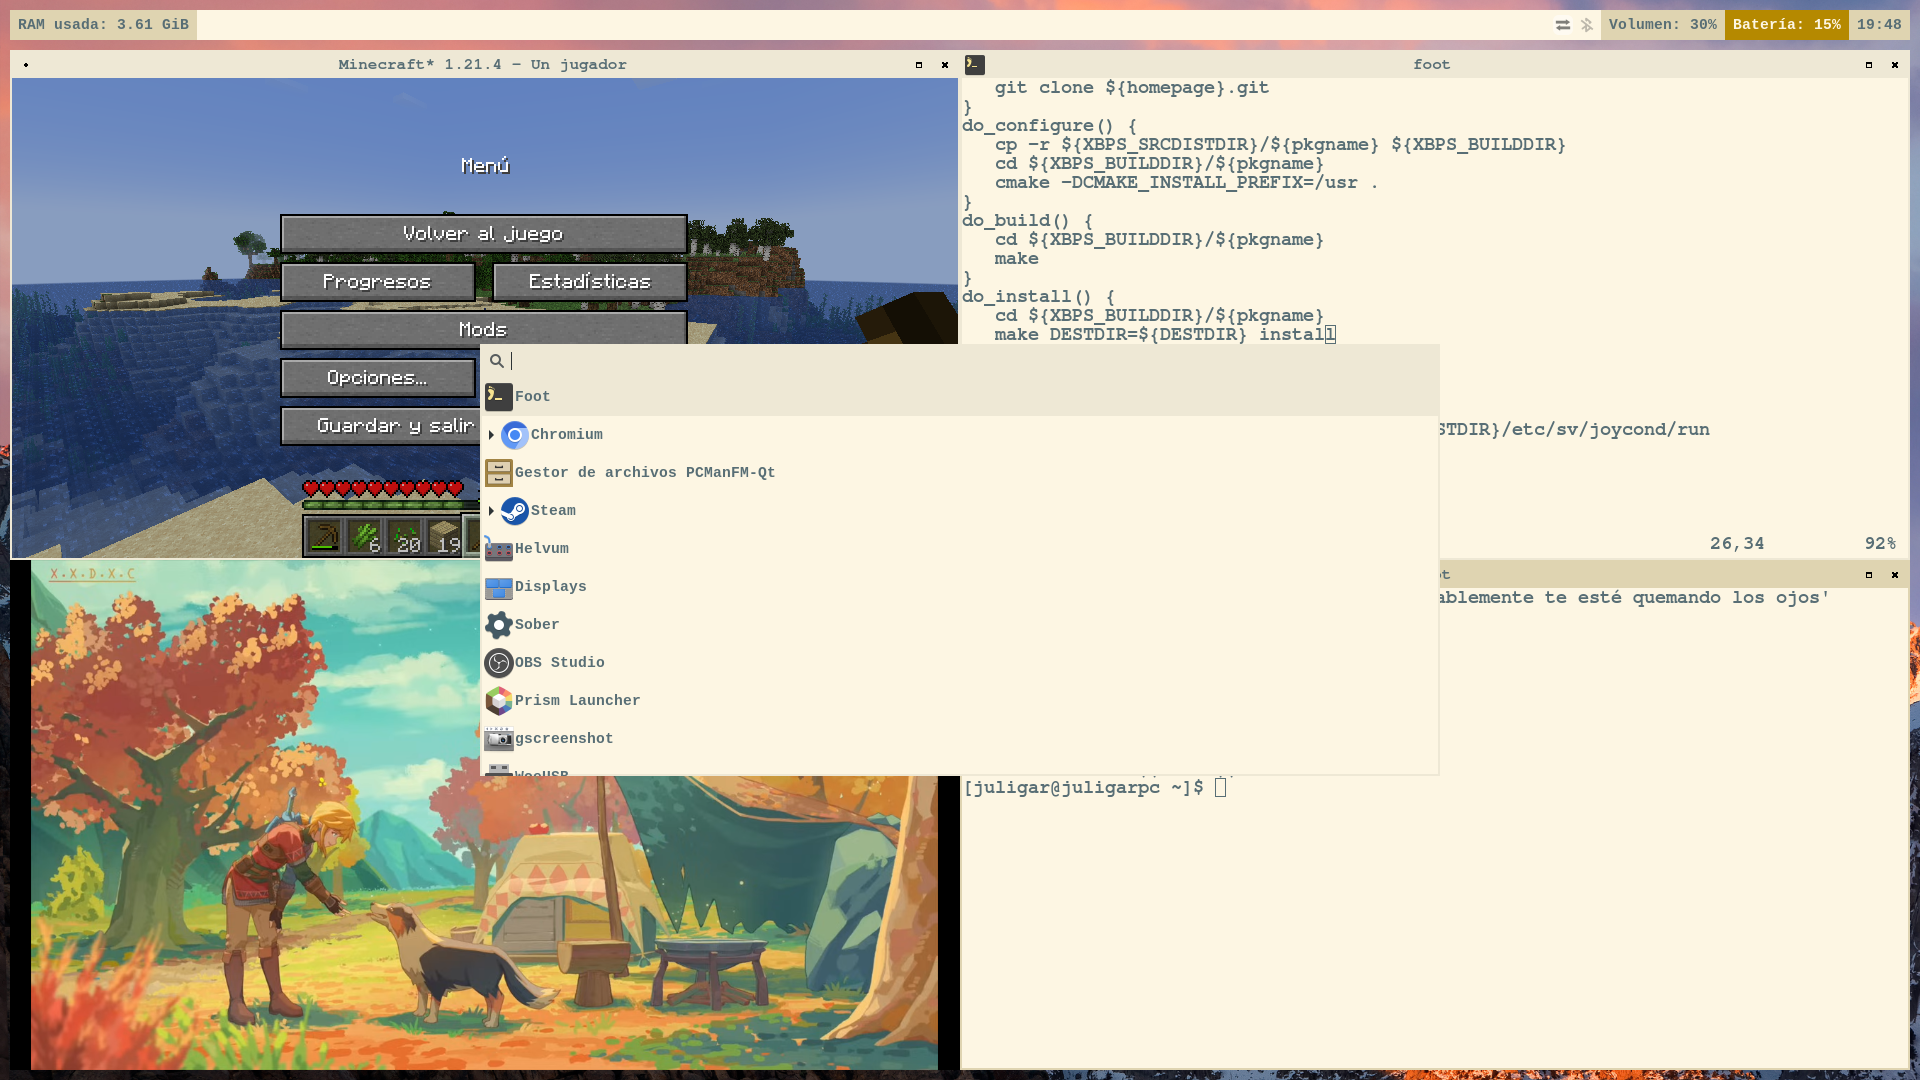 RAM usada: 3.61 GiB
Volumen: 30%
Batería: 15%
19:48
Minecraft* 1.21.4 - Un jugador
Menú
Volver al juego
Progresos
Estadísticas
Mods
Opciones...
Guardar y salir
6
20
19
foot
git clone ${homepage}.git
}
do_configure() {
cp -r ${XBPS_SRCDISTDIR}/${pkgname} ${XBPS_BUILDDIR}
cd ${XBPS_BUILDDIR}/${pkgname}
cmake -DCMAKE_INSTALL_PREFIX=/usr .
}
do_build() {
cd ${XBPS_BUILDDIR}/${pkgname}
make
}
do_install() {
cd ${XBPS_BUILDDIR}/${pkgname}
make DESTDIR=${DESTDIR} install
STDIR}/etc/sv/joycond/run
26,34
92%
Foot
Chromium
Gestor de archivos PCManFM-Qt
Steam
Helvum
Displays
Sober
OBS Studio
Prism Launcher
gscreenshot
WoeUSB
X.X.D.X.C
ot
ablemente te esté quemando los ojos'
[juligar@juligarpc ~]$